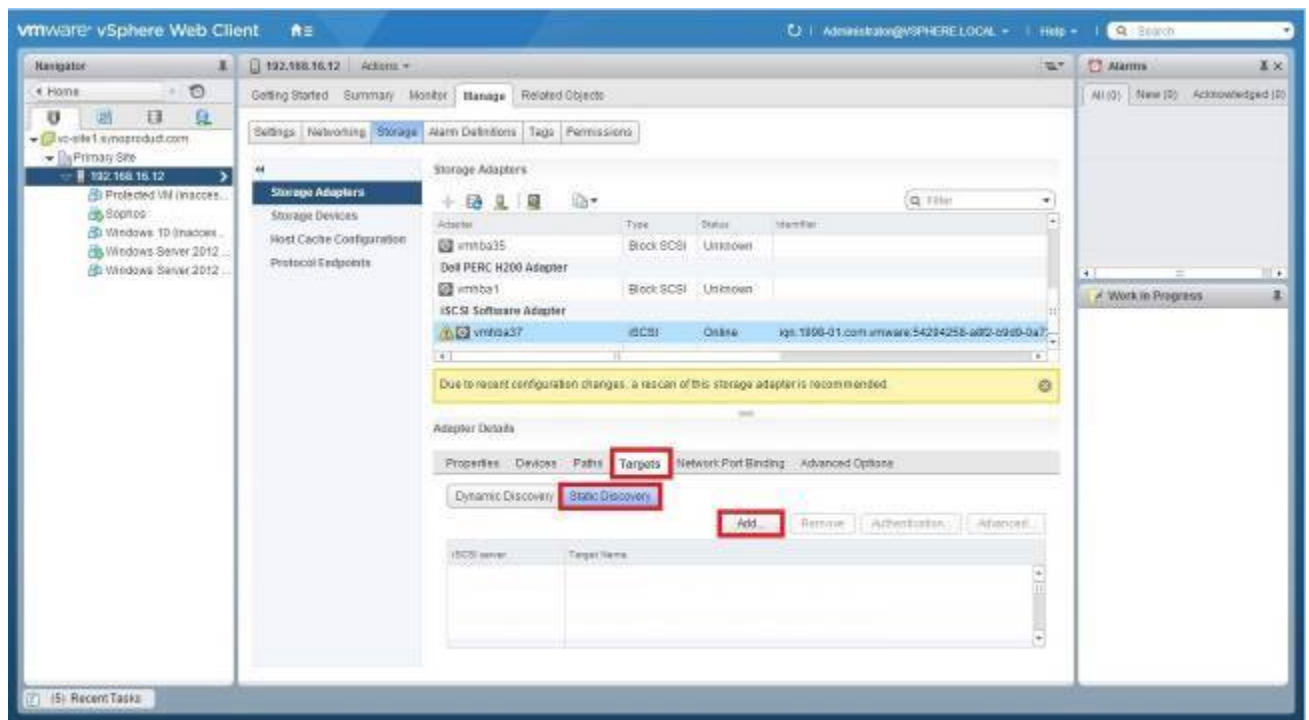 vmware® vSphere Web Client
Administrator@VSPHERE.LOCAL
Help
Search
Navigator
Home
vc-site1.synoproduct.com
Primary Site
192.168.16.12
Protected VM (inacces...
Sophos
Windows 10 (inacces...
Windows Server 2012 ...
Windows Server 2012 ...
192.168.16.12 Actions
Getting Started Summary Monitor Manage Related Objects
Settings Networking Storage Alarm Definitions Tags Permissions
Storage Adapters
Storage Devices
Host Cache Configuration
Protocol Endpoints
Storage Adapters
Filter
Adapter Type Status Identifier
vmhba35 Block SCSI Unknown
Dell PERC H200 Adapter
vmhba1 Block SCSI Unknown
iSCSI Software Adapter
vmhba37 iSCSI Online
Due to recent configuration changes, a rescan of this storage adapter is recommended.
Adapter Details
Properties Devices Paths Targets Network Port Binding Advanced Options
Dynamic Discovery Static Discovery
Add... Remove Authentication... Advanced...
iSCSI server Target Name
Alarms
All (0) New (0) Acknowledged (0)
Work In Progress
(5) Recent Tasks